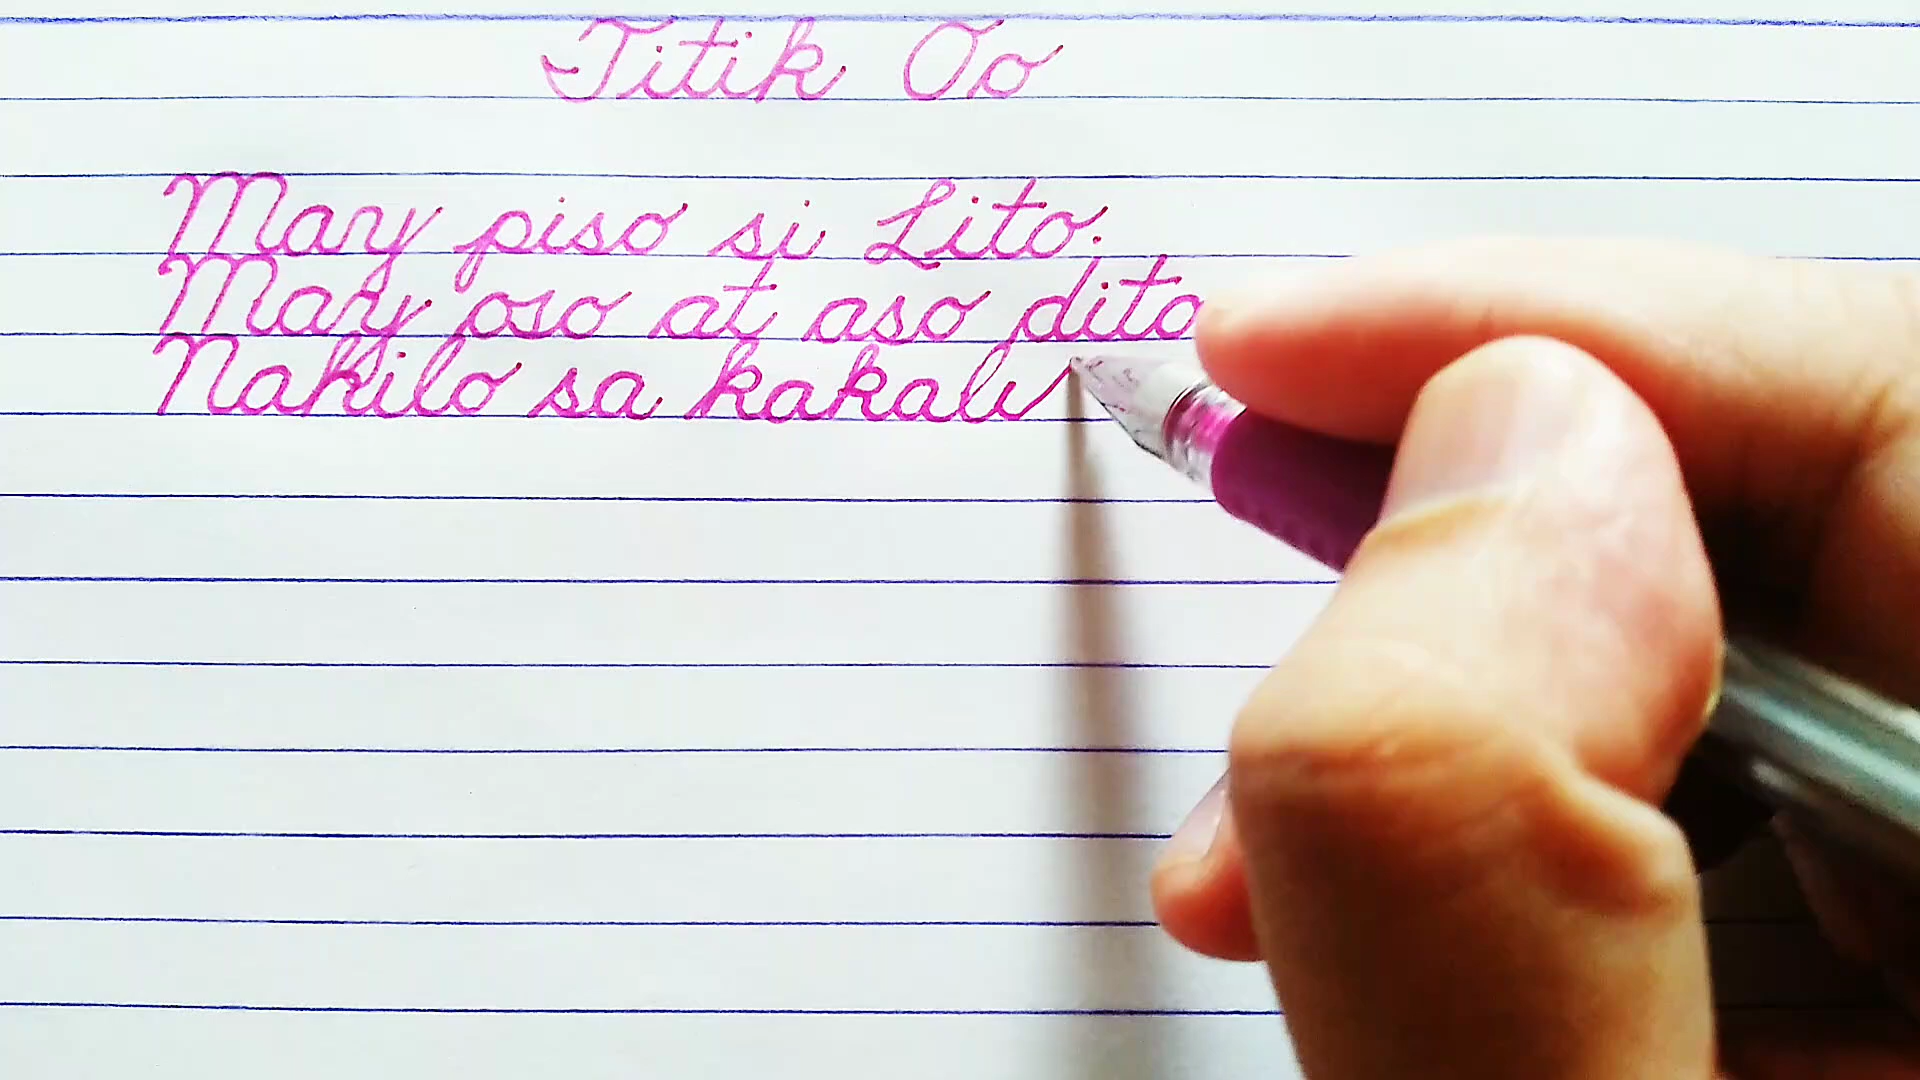 Titik Oo
May piso si Lito.
May oso at aso dito
Nakilo sa kakali